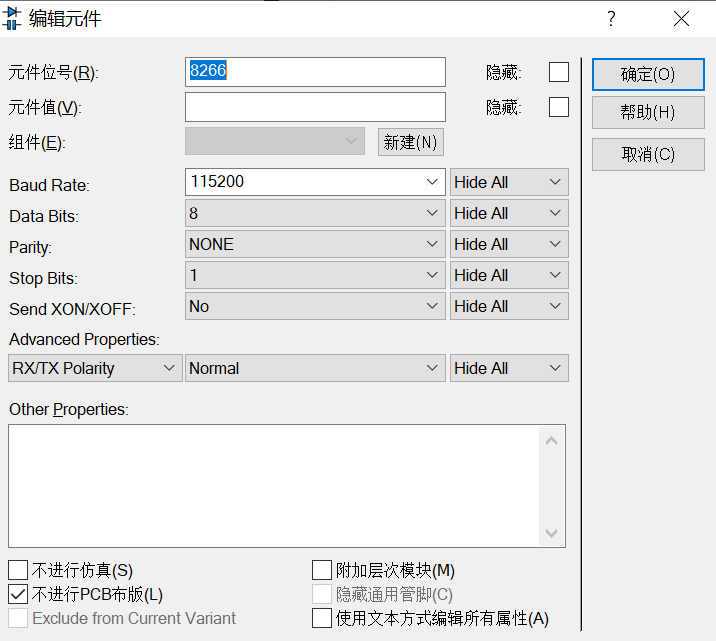 编辑元件
元件位号(R): 8266 隐藏: 确定(O)
元件值(V): 隐藏: 帮助(H)
组件(E): 新建(N) 取消(C)
Baud Rate: 115200 Hide All
Data Bits: 8 Hide All
Parity: NONE Hide All
Stop Bits: 1 Hide All
Send XON/XOFF: No Hide All
Advanced Properties:
RX/TX Polarity Normal Hide All
Other Properties:
不进行仿真(S) 附加层次模块(M)
不进行PCB布版(L) 隐藏通用管脚(C)
Exclude from Current Variant 使用文本方式编辑所有属性(A)